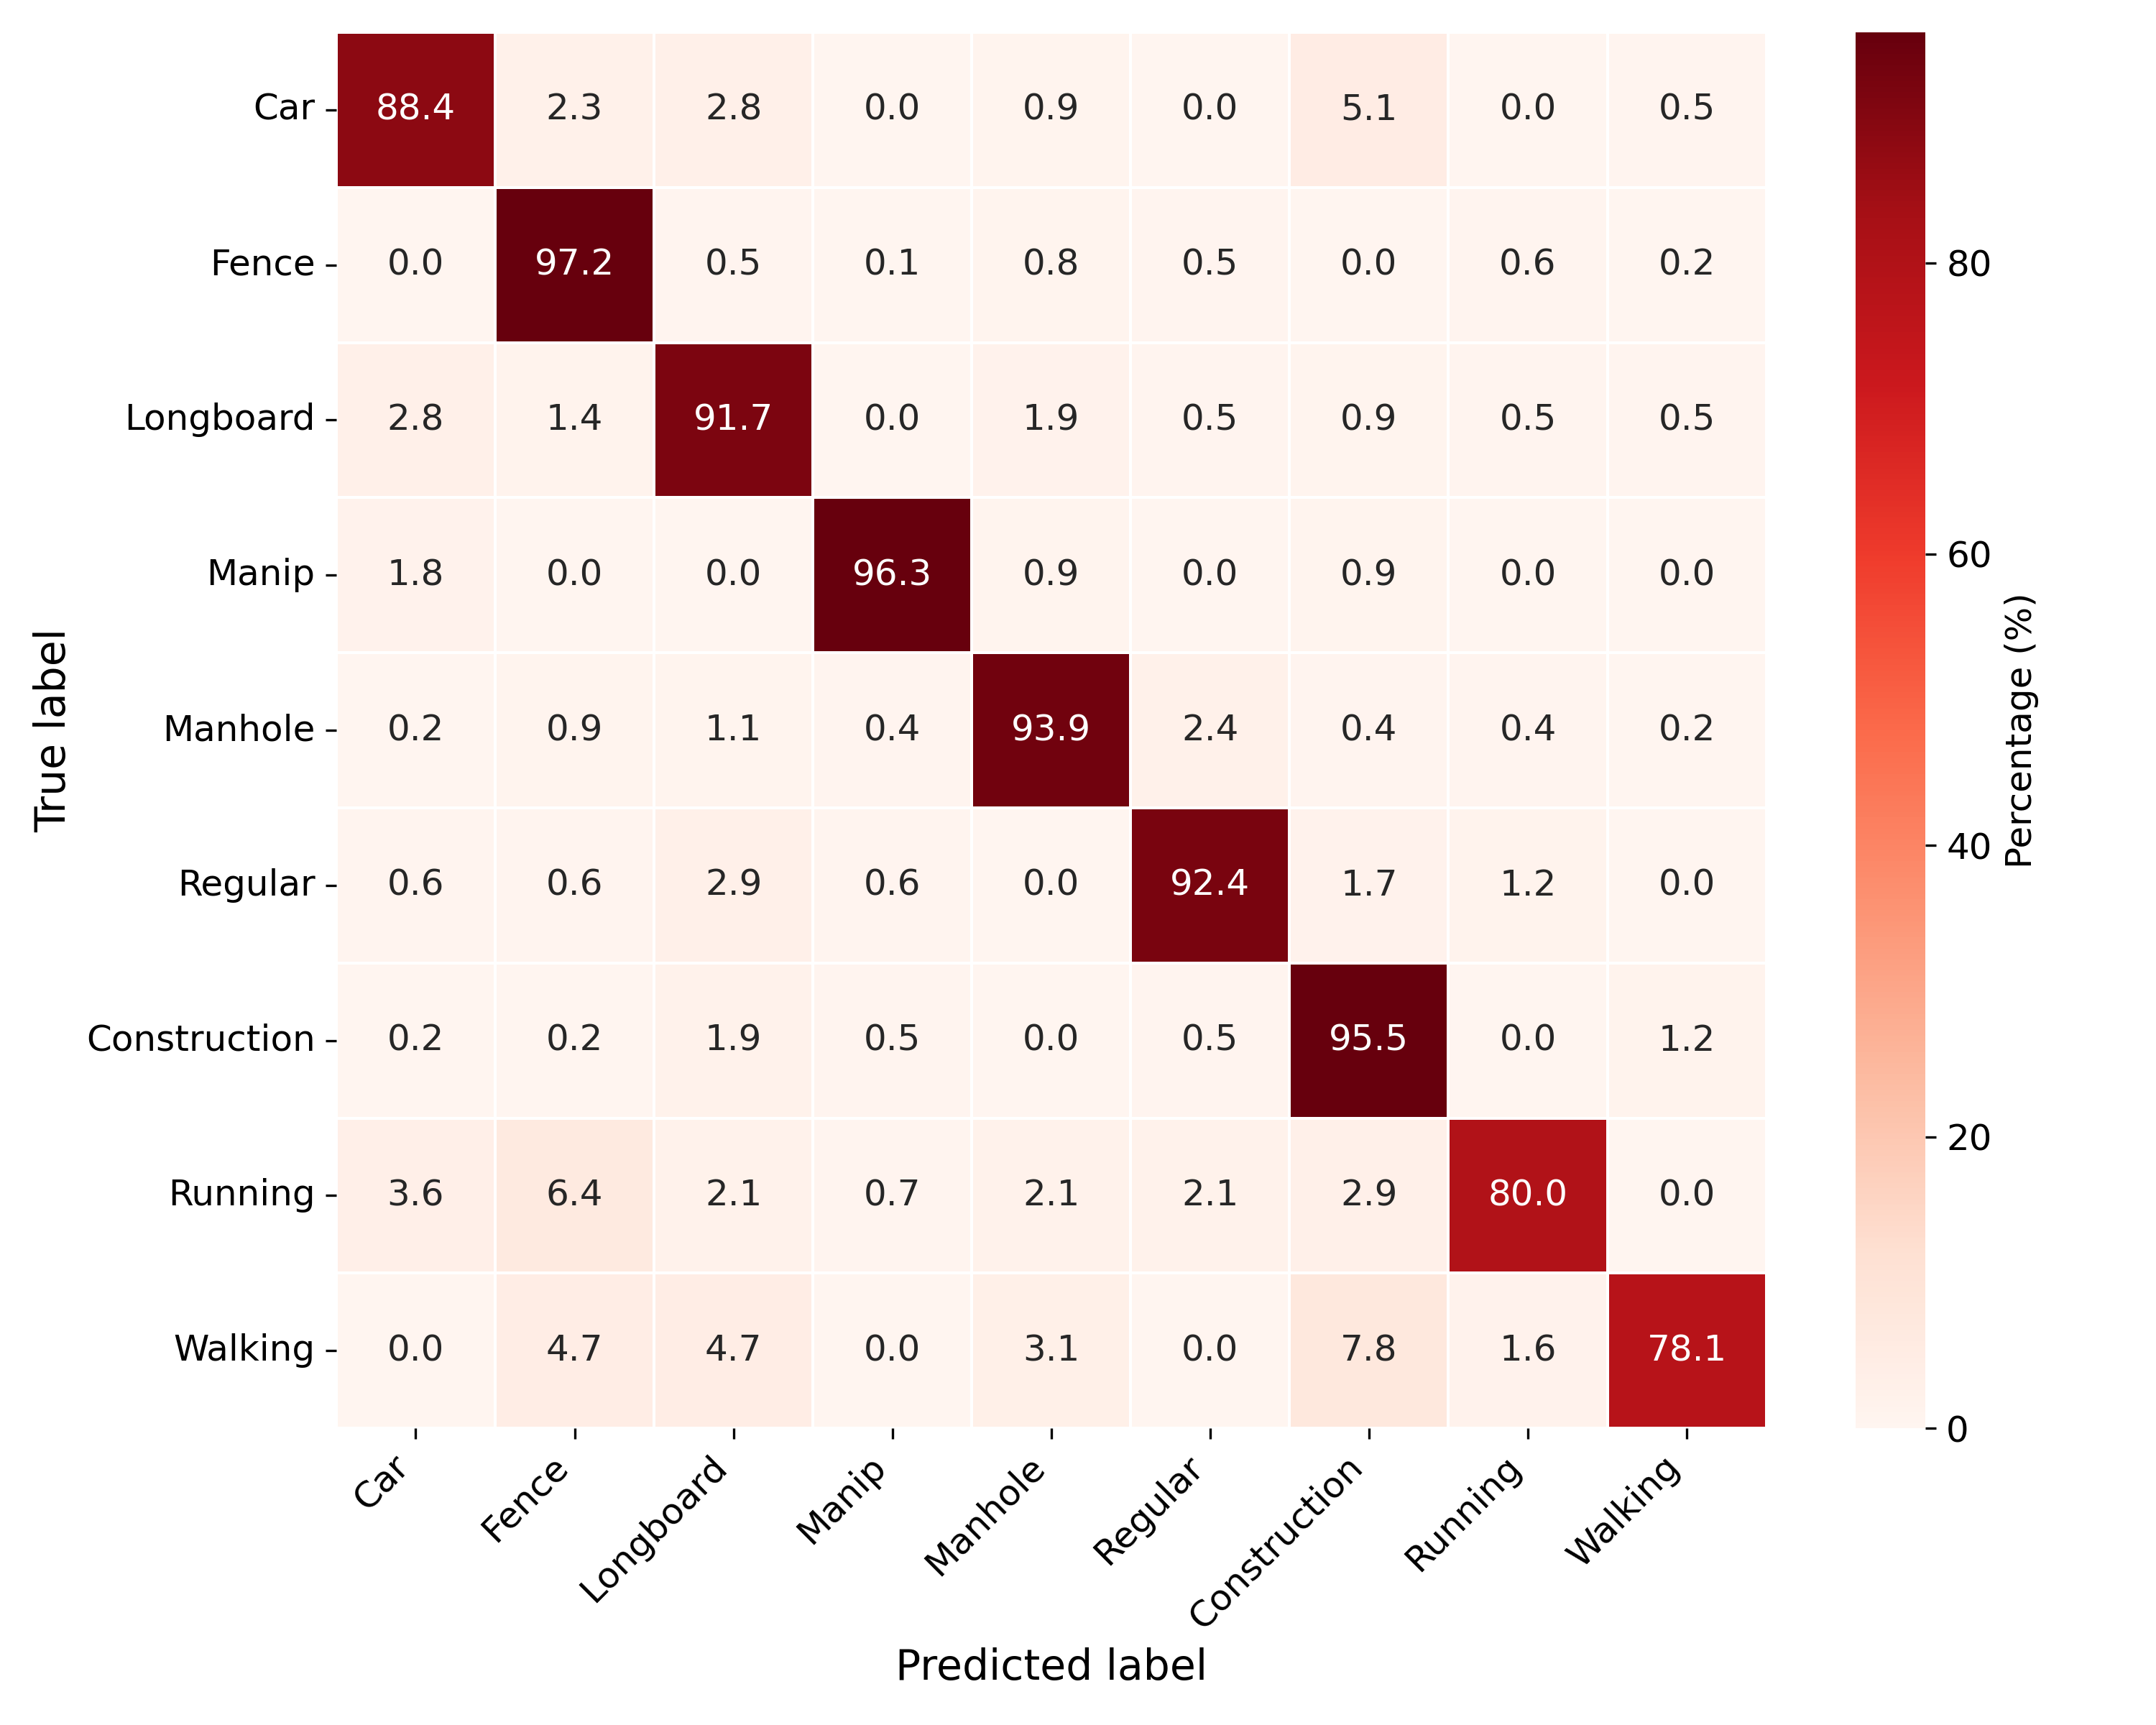 Car 88.4 2.3 2.8 0.0 0.9 0.0 5.1 0.0 0.5
Fence 0.0 97.2 0.5 0.1 0.8 0.5 0.0 0.6 0.2
Longboard 2.8 1.4 91.7 0.0 1.9 0.5 0.9 0.5 0.5
Manip 1.8 0.0 0.0 96.3 0.9 0.0 0.9 0.0 0.0
Manhole 0.2 0.9 1.1 0.4 93.9 2.4 0.4 0.4 0.2
Regular 0.6 0.6 2.9 0.6 0.0 92.4 1.7 1.2 0.0
Construction 0.2 0.2 1.9 0.5 0.0 0.5 95.5 0.0 1.2
Running 3.6 6.4 2.1 0.7 2.1 2.1 2.9 80.0 0.0
Walking 0.0 4.7 4.7 0.0 3.1 0.0 7.8 1.6 78.1
True label
Car Fence Longboard Manip Manhole Regular Construction Running Walking
Predicted label
80
60
40
20
0
Percentage (%)